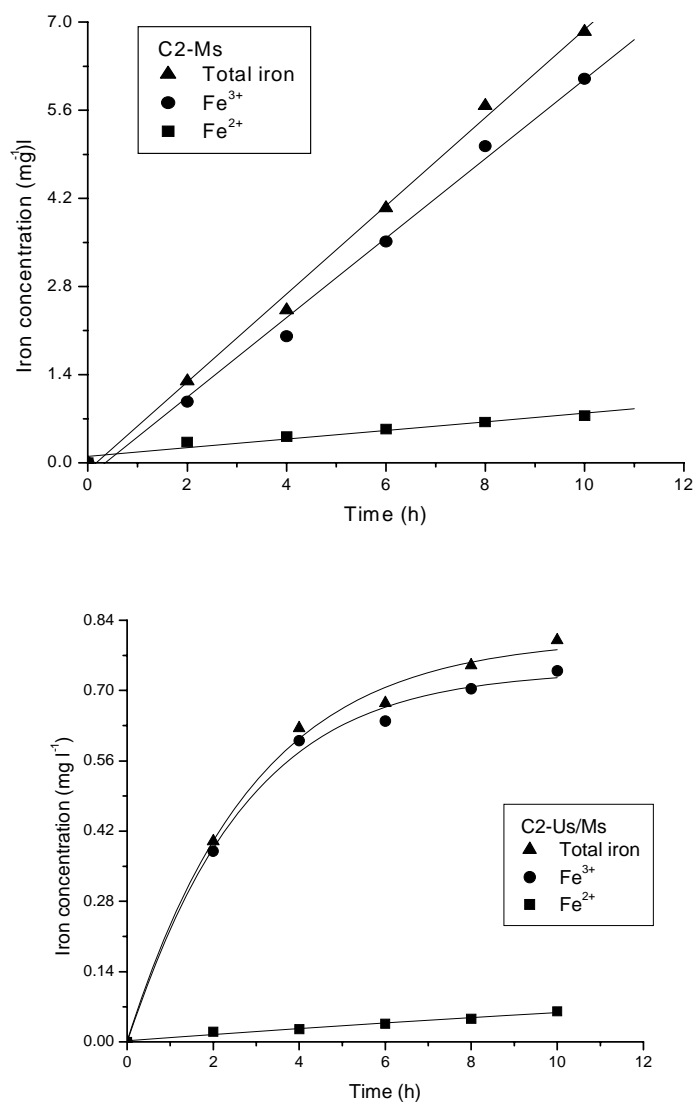 7.0
C2-Ms
Total iron
Fe³⁺
Fe²⁺
5.6
4.2
2.8
1.4
0.0
Iron concentration (mg⁻¹)l
0 2 4 6 8 10 12
Time (h)
0.84
0.70
0.56
0.42
0.28
0.14
0.00
Iron concentration (mg l⁻¹)
C2-Us/Ms
Total iron
Fe³⁺
Fe²⁺
0 2 4 6 8 10 12
Time (h)